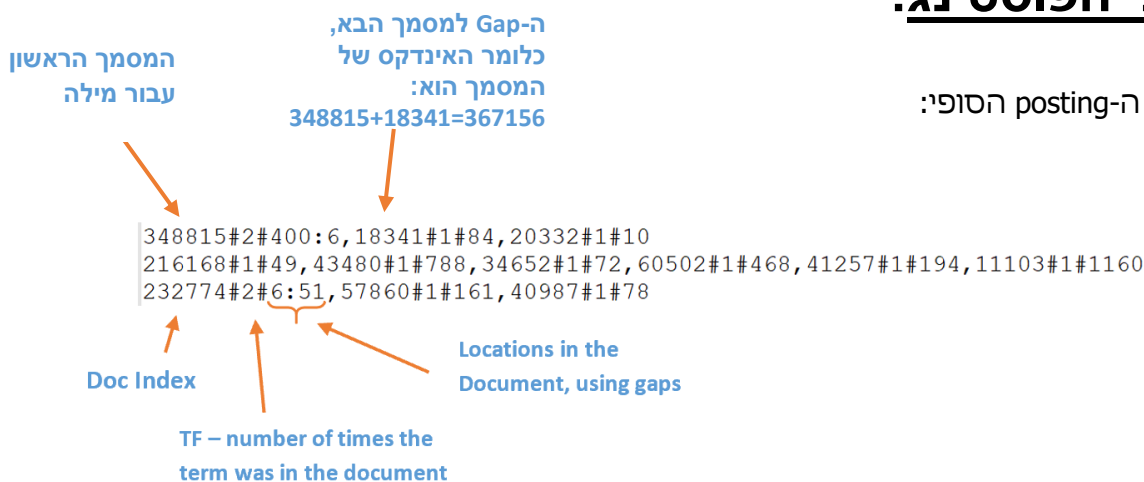 ה-posting הסופי:
המסמך הראשון
עבור מילה
ה-Gap למסמך הבא,
כלומר האינדקס של
המסמך הוא:
348815+18341=367156
348815#2#400:6,18341#1#84,20332#1#10
216168#1#49,43480#1#788,34652#1#72,60502#1#468,41257#1#194,11103#1#1160
232774#2#6:51,57860#1#161,40987#1#78
Doc Index
Locations in the
Document, using gaps
TF – number of times the
term was in the document